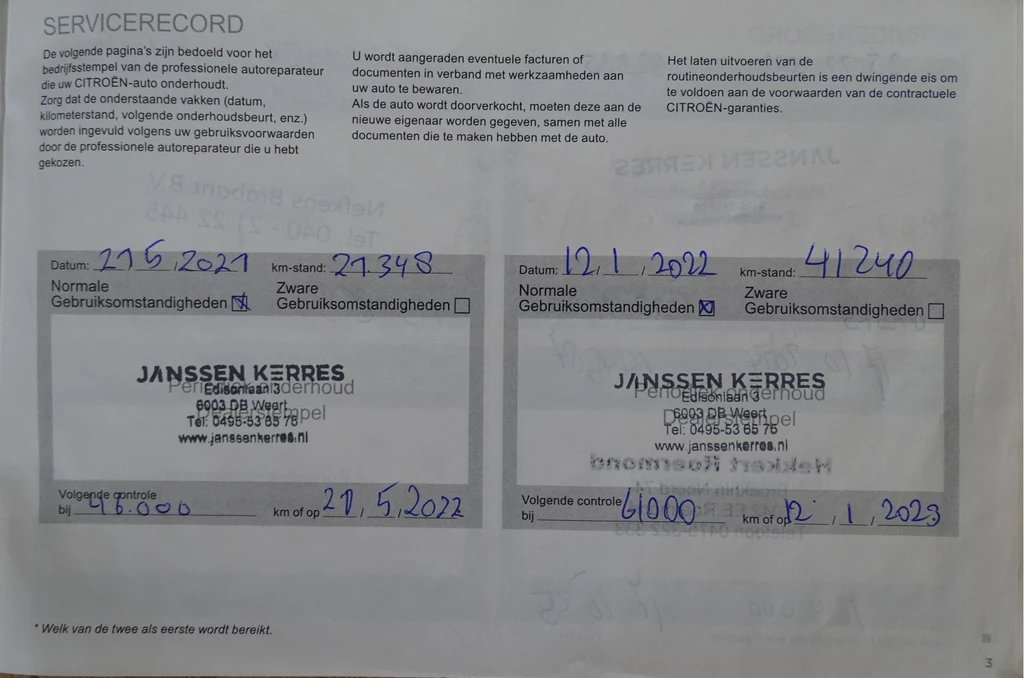 SERVICERECORD
De volgende pagina's zijn bedoeld voor het
bedrijfsstempel van de professionele autoreparateur
die uw CITROËN-auto onderhoudt.
Zorg dat de onderstaande vakken (datum,
kilometerstand, volgende onderhoudsbeurt, enz.)
worden ingevuld volgens uw gebruiksvoorwaarden
door de professionele autoreparateur die u hebt
gekozen.
U wordt aangeraden eventuele facturen of
documenten in verband met werkzaamheden aan
uw auto te bewaren.
Als de auto wordt doorverkocht, moeten deze aan de
nieuwe eigenaar worden gegeven, samen met alle
documenten die te maken hebben met de auto.
Het laten uitvoeren van de
routineonderhoudsbeurten is een dwingende eis om
te voldoen aan de voorwaarden van de contractuele
CITROËN-garanties.
Datum: 21 5, 2021 km-stand: 21.348
Normale Zware
Gebruiksomstandigheden Gebruiksomstandigheden
JANSSEN KERRES
Periodiek onderhoud
Edisonlaan 3
6003 DB Weert
Dealerstempel
Tel: 0495-53 65 75
www.janssenkerres.nl
Volgende controle
bij 46.000 km of op 21, 5, 2022
Datum: 12, 1, 2022 km-stand: 41240
Normale Zware
Gebruiksomstandigheden Gebruiksomstandigheden
JANSSEN KERRES
Periodiek onderhoud
Edisonlaan 3
6003 DB Weert
Dealerstempel
Tel: 0495-53 65 75
www.janssenkerres.nl
Volgende controle
bij 61000 km of op 12, 1, 2023
* Welk van de twee als eerste wordt bereikt.
3